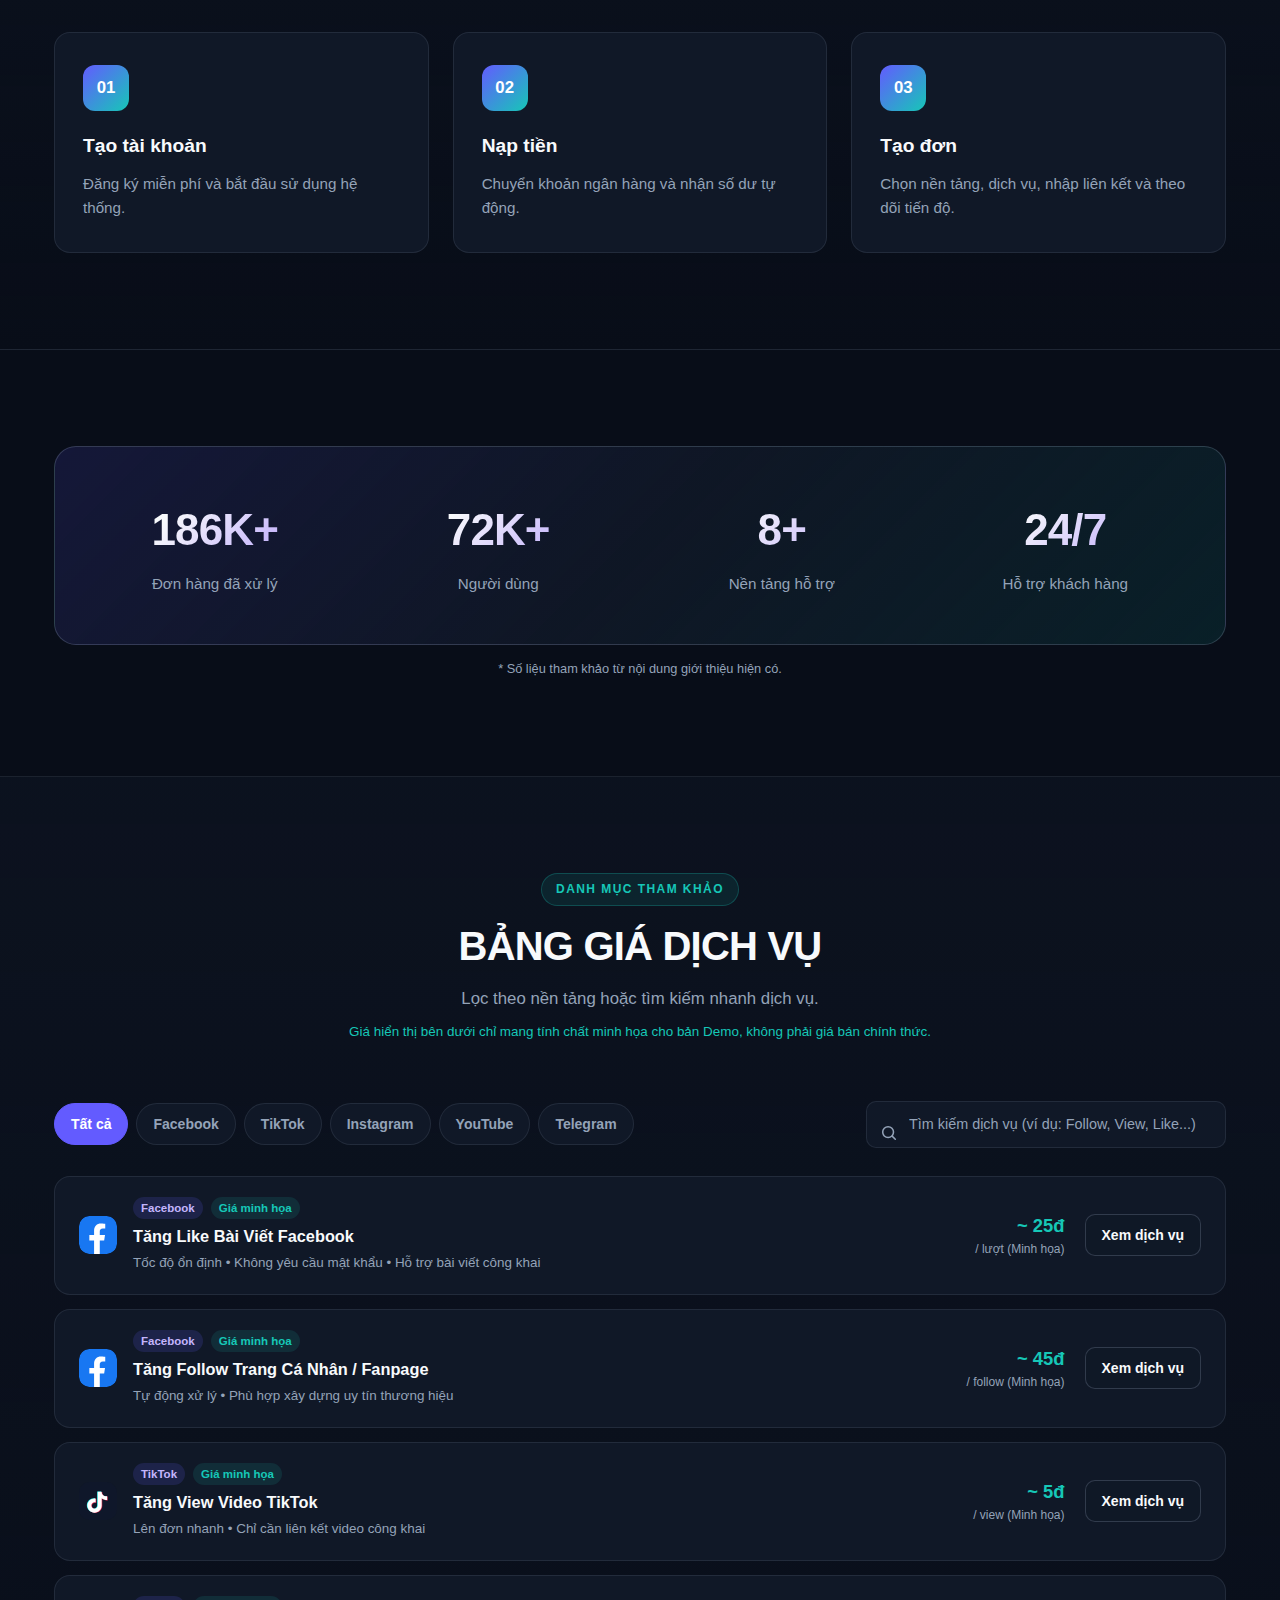 01
Tạo tài khoản
Đăng ký miễn phí và bắt đầu sử dụng hệ
thống.
02
Nạp tiền
Chuyển khoản ngân hàng và nhận số dư tự
động.
03
Tạo đơn
Chọn nền tảng, dịch vụ, nhập liên kết và theo
dõi tiến độ.
186K+
Đơn hàng đã xử lý
72K+
Người dùng
8+
Nền tảng hỗ trợ
24/7
Hỗ trợ khách hàng
* Số liệu tham khảo từ nội dung giới thiệu hiện có.
DANH MỤC THAM KHẢO
BẢNG GIÁ DỊCH VỤ
Lọc theo nền tảng hoặc tìm kiếm nhanh dịch vụ.
Giá hiển thị bên dưới chỉ mang tính chất minh họa cho bản Demo, không phải giá bán chính thức.
Tất cả
Facebook
TikTok
Instagram
YouTube
Telegram
Tìm kiếm dịch vụ (ví dụ: Follow, View, Like...)
Facebook
Giá minh họa
Tăng Like Bài Viết Facebook
Tốc độ ổn định • Không yêu cầu mật khẩu • Hỗ trợ bài viết công khai
~ 25đ
/ lượt (Minh họa)
Xem dịch vụ
Facebook
Giá minh họa
Tăng Follow Trang Cá Nhân / Fanpage
Tự động xử lý • Phù hợp xây dựng uy tín thương hiệu
~ 45đ
/ follow (Minh họa)
Xem dịch vụ
TikTok
Giá minh họa
Tăng View Video TikTok
Lên đơn nhanh • Chỉ cần liên kết video công khai
~ 5đ
/ view (Minh họa)
Xem dịch vụ